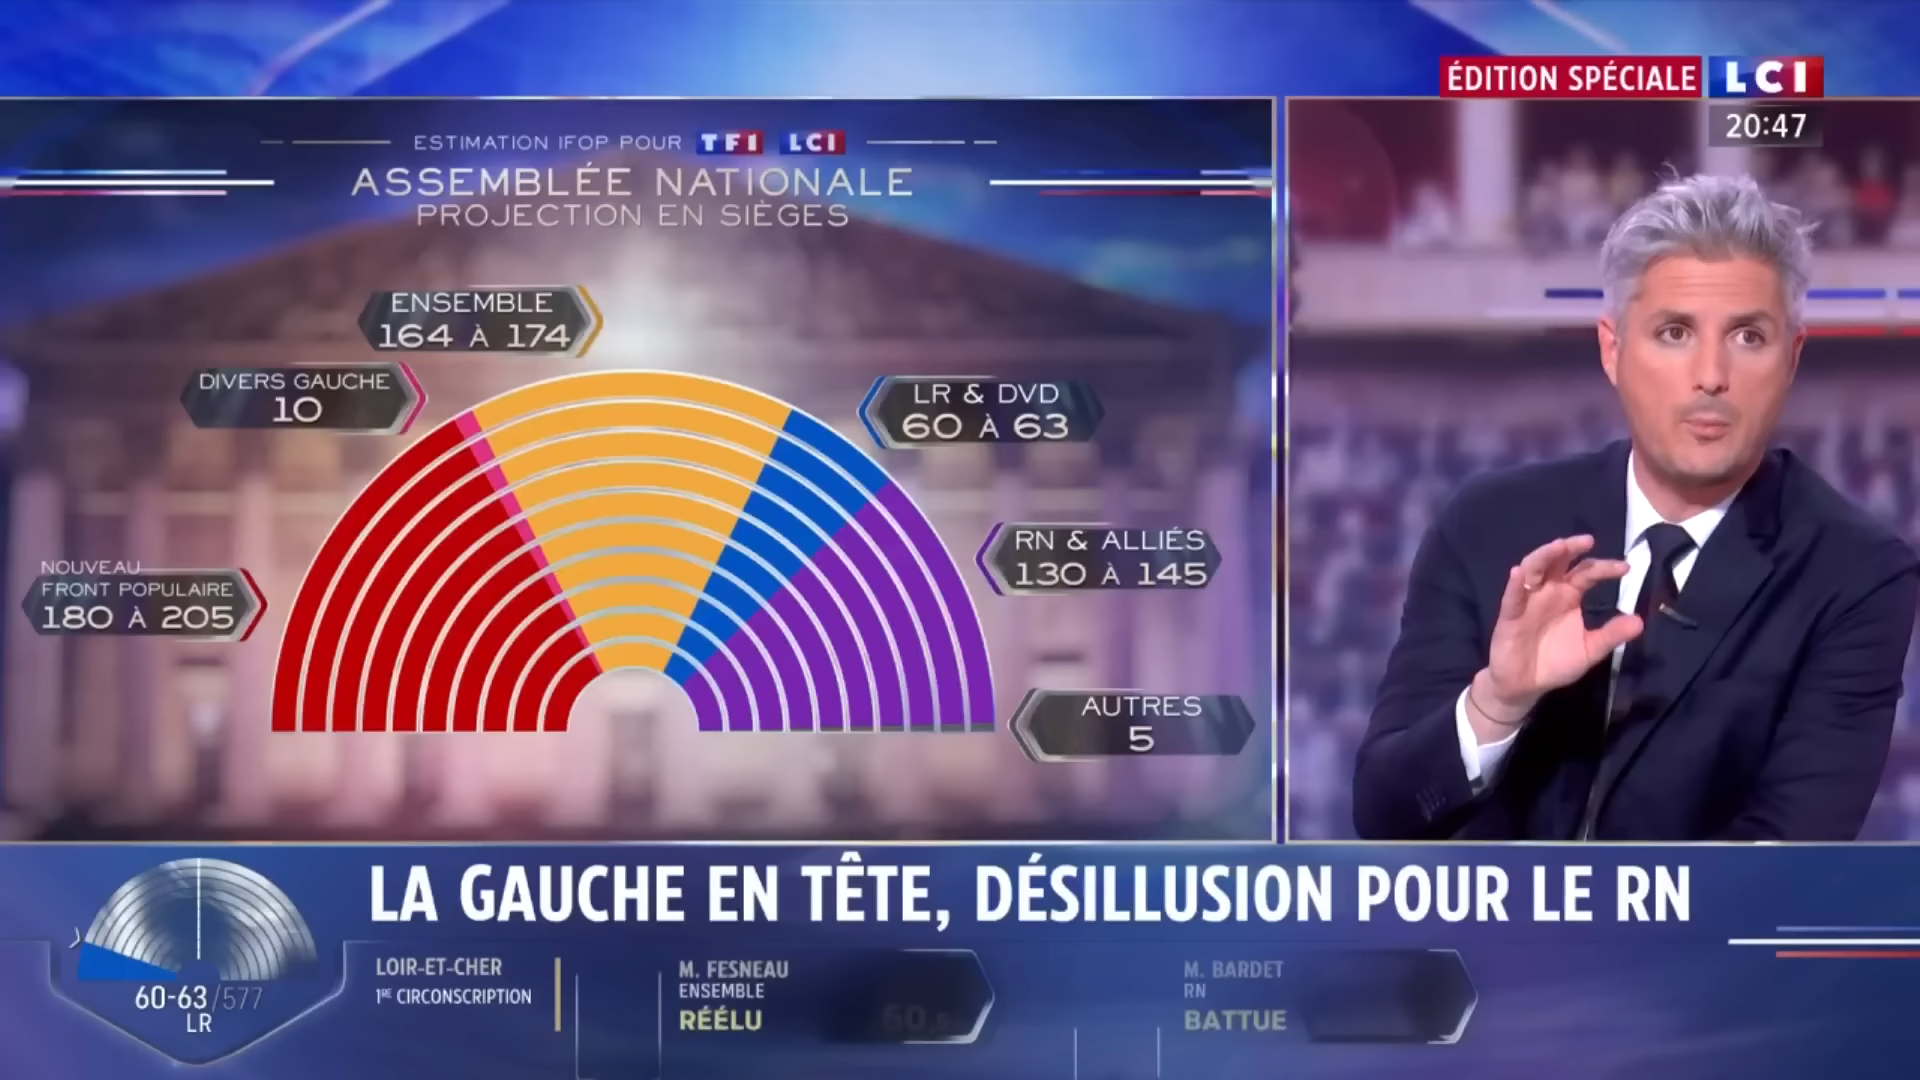 ÉDITION SPÉCIALE LCI
20:47
ESTIMATION IFOP POUR TF1 LCI
ASSEMBLÉE NATIONALE
PROJECTION EN SIÈGES
ENSEMBLE
164 À 174
DIVERS GAUCHE
10
LR & DVD
60 À 63
NOUVEAU
FRONT POPULAIRE
180 À 205
RN & ALLIÉS
130 À 145
AUTRES
5
LA GAUCHE EN TÊTE, DÉSILLUSION POUR LE RN
60-63/577
LR
LOIR-ET-CHER
1RE CIRCONSCRIPTION
M. FESNEAU
ENSEMBLE
RÉÉLU
M. BARDET
RN
BATTUE